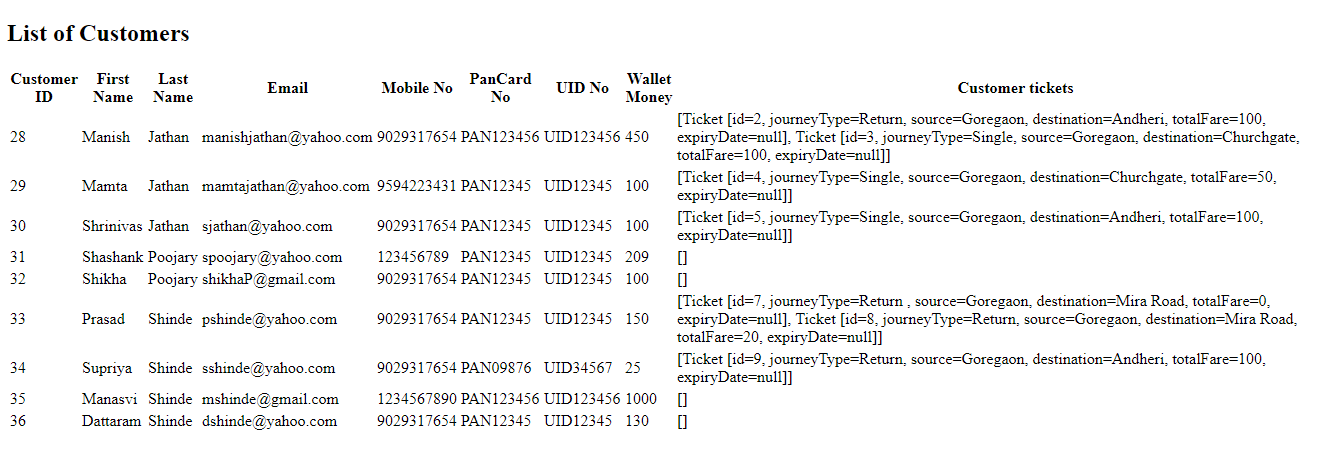 List of Customers
Customer ID First Name Last Name Email Mobile No PanCard No UID No Wallet Money Customer tickets
28 Manish Jathan manishjathan@yahoo.com 9029317654 PAN123456 UID123456 450 [Ticket [id=2, journeyType=Return, source=Goregaon, destination=Andheri, totalFare=100,
expiryDate=null], Ticket [id=3, journeyType=Single, source=Goregaon, destination=Churchgate,
totalFare=100, expiryDate=null]]
29 Mamta Jathan mamtajathan@yahoo.com 9594223431 PAN12345 UID12345 100 [Ticket [id=4, journeyType=Single, source=Goregaon, destination=Churchgate, totalFare=50,
expiryDate=null]]
30 Shrinivas Jathan sjathan@yahoo.com 9029317654 PAN12345 UID12345 100 [Ticket [id=5, journeyType=Single, source=Goregaon, destination=Andheri, totalFare=100,
expiryDate=null]]
31 Shashank Poojary spoojary@yahoo.com 123456789 PAN12345 UID12345 209 []
32 Shikha Poojary shikhaP@gmail.com 9029317654 PAN12345 UID12345 100 []
33 Prasad Shinde pshinde@yahoo.com 9029317654 PAN12345 UID12345 150 [Ticket [id=7, journeyType=Return , source=Goregaon, destination=Mira Road, totalFare=0,
expiryDate=null], Ticket [id=8, journeyType=Return, source=Goregaon, destination=Mira Road,
totalFare=20, expiryDate=null]]
34 Supriya Shinde sshinde@yahoo.com 9029317654 PAN09876 UID34567 25 [Ticket [id=9, journeyType=Return, source=Goregaon, destination=Andheri, totalFare=100,
expiryDate=null]]
35 Manasvi Shinde mshinde@gmail.com 1234567890 PAN123456 UID123456 1000 []
36 Dattaram Shinde dshinde@yahoo.com 9029317654 PAN12345 UID12345 130 []